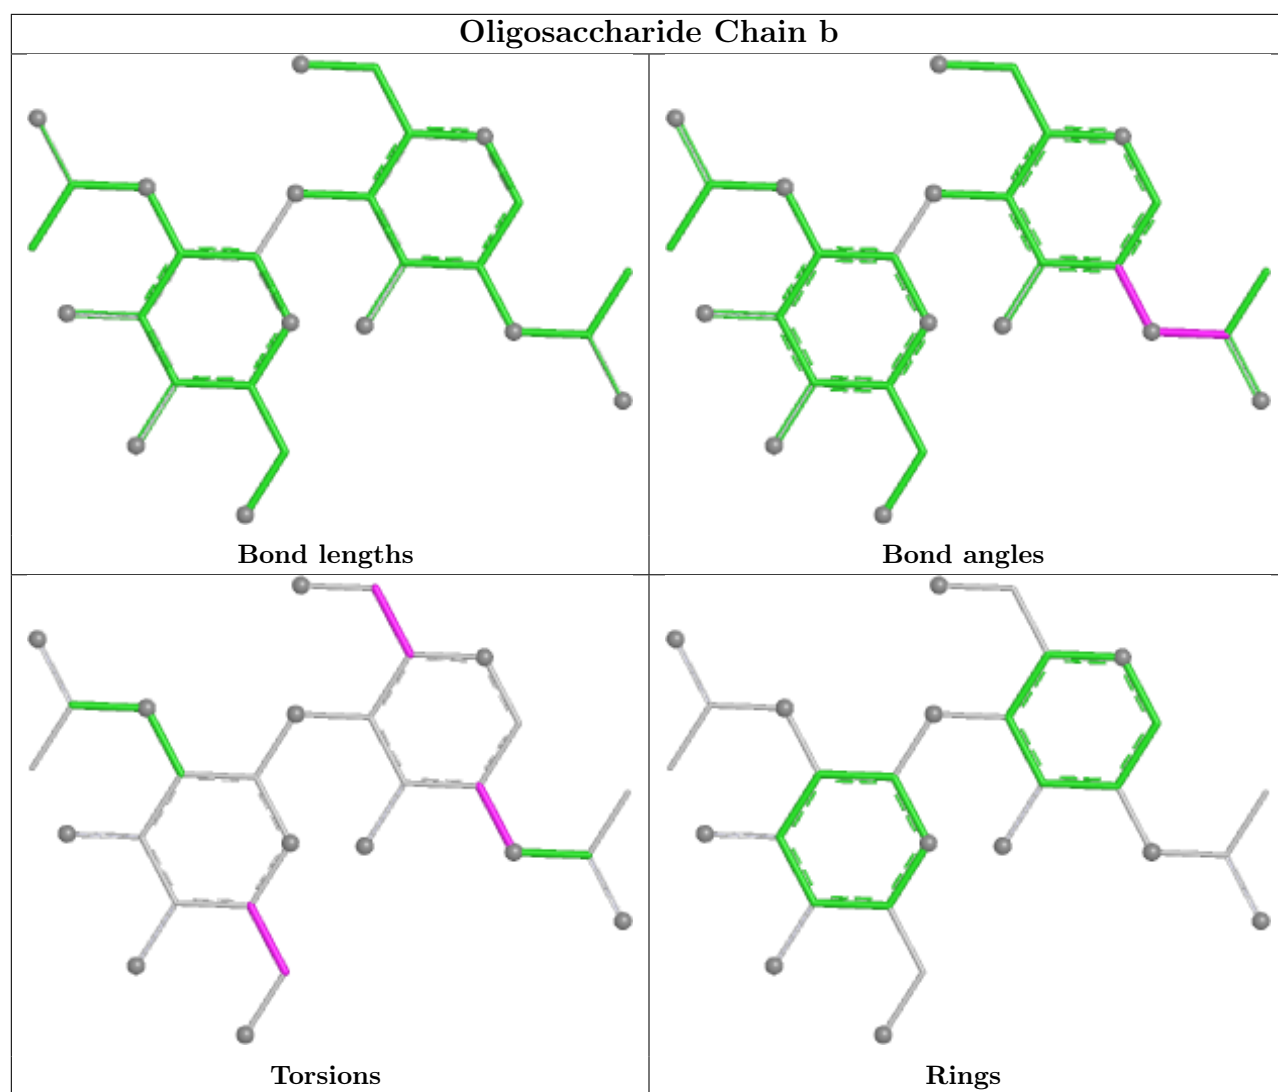 Oligosaccharide Chain b
Bond lengths
Bond angles
Torsions
Rings